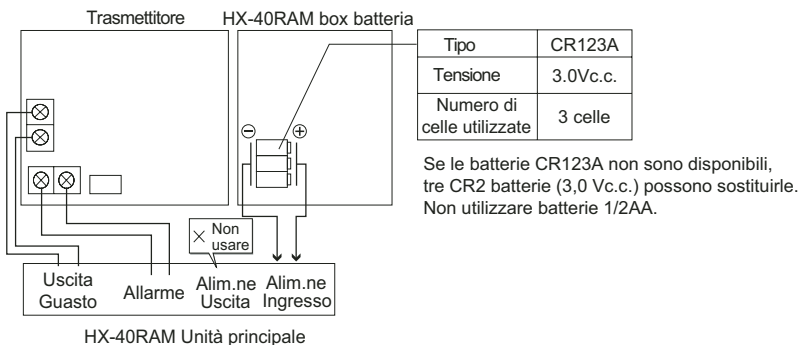 Trasmettitore
HX-40RAM box batteria
Tipo CR123A
Tensione 3.0Vc.c.
Numero di
celle utilizzate 3 celle
Se le batterie CR123A non sono disponibili,
tre CR2 batterie (3,0 Vc.c.) possono sostituirle.
Non utilizzare batterie 1/2AA.
Non
usare
Uscita
Guasto
Allarme
Alim.ne
Uscita
Alim.ne
Ingresso
HX-40RAM Unità principale